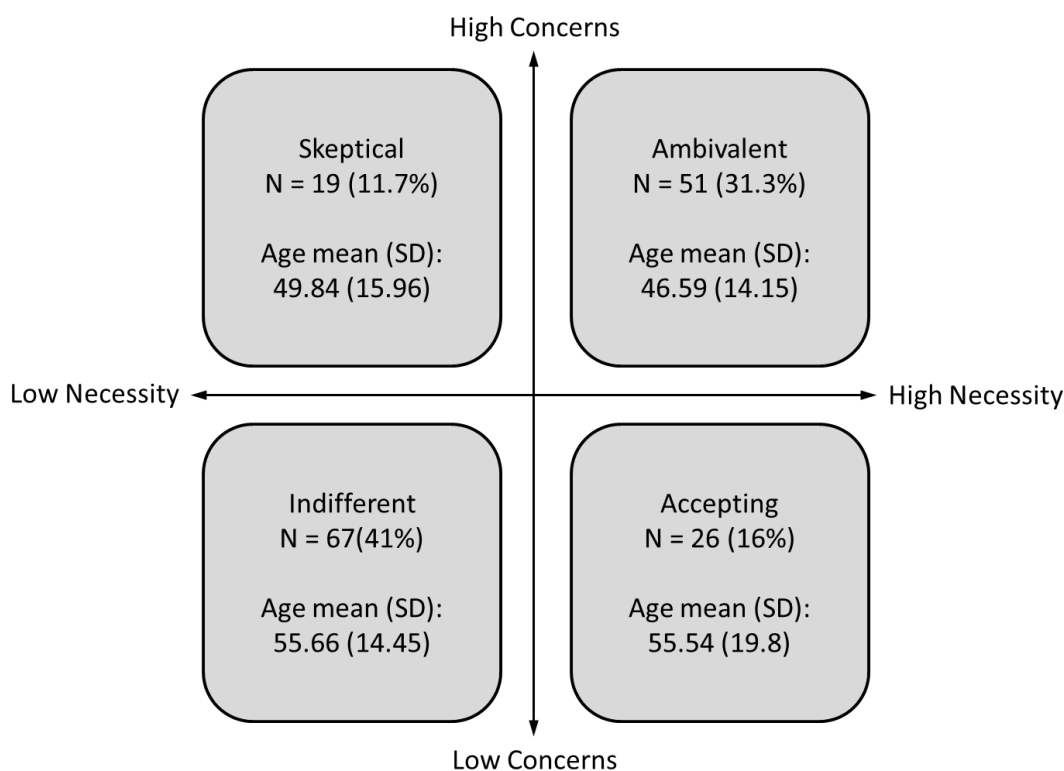 High Concerns
Skeptical
N = 19 (11.7%)
Age mean (SD):
49.84 (15.96)
Ambivalent
N = 51 (31.3%)
Age mean (SD):
46.59 (14.15)
Low Necessity
High Necessity
Indifferent
N = 67(41%)
Age mean (SD):
55.66 (14.45)
Accepting
N = 26 (16%)
Age mean (SD):
55.54 (19.8)
Low Concerns